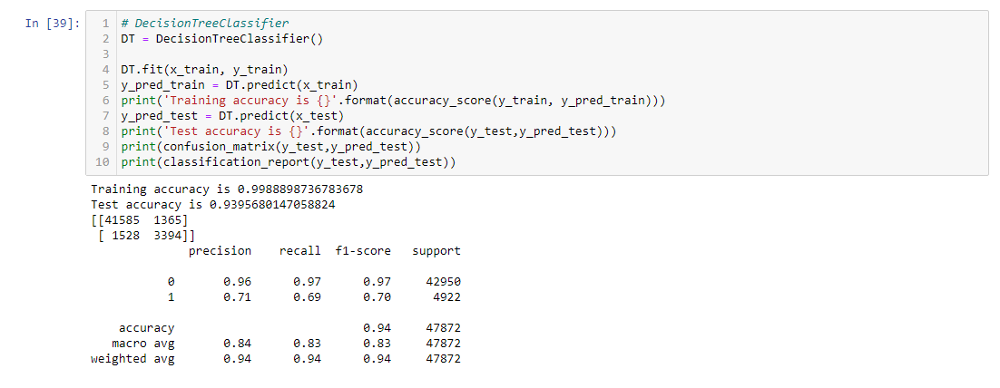 In [39]:
1 # DecisionTreeClassifier
2 DT = DecisionTreeClassifier()
3
4 DT.fit(x_train, y_train)
5 y_pred_train = DT.predict(x_train)
6 print('Training accuracy is {}'.format(accuracy_score(y_train, y_pred_train)))
7 y_pred_test = DT.predict(x_test)
8 print('Test accuracy is {}'.format(accuracy_score(y_test,y_pred_test)))
9 print(confusion_matrix(y_test,y_pred_test))
10 print(classification_report(y_test,y_pred_test))
Training accuracy is 0.9988898736783678
Test accuracy is 0.9395680147058824
[[41585  1365]
 [ 1528  3394]]
              precision    recall  f1-score   support
           0       0.96      0.97      0.97     42950
           1       0.71      0.69      0.70      4922
    accuracy                           0.94     47872
   macro avg       0.84      0.83      0.83     47872
weighted avg       0.94      0.94      0.94     47872